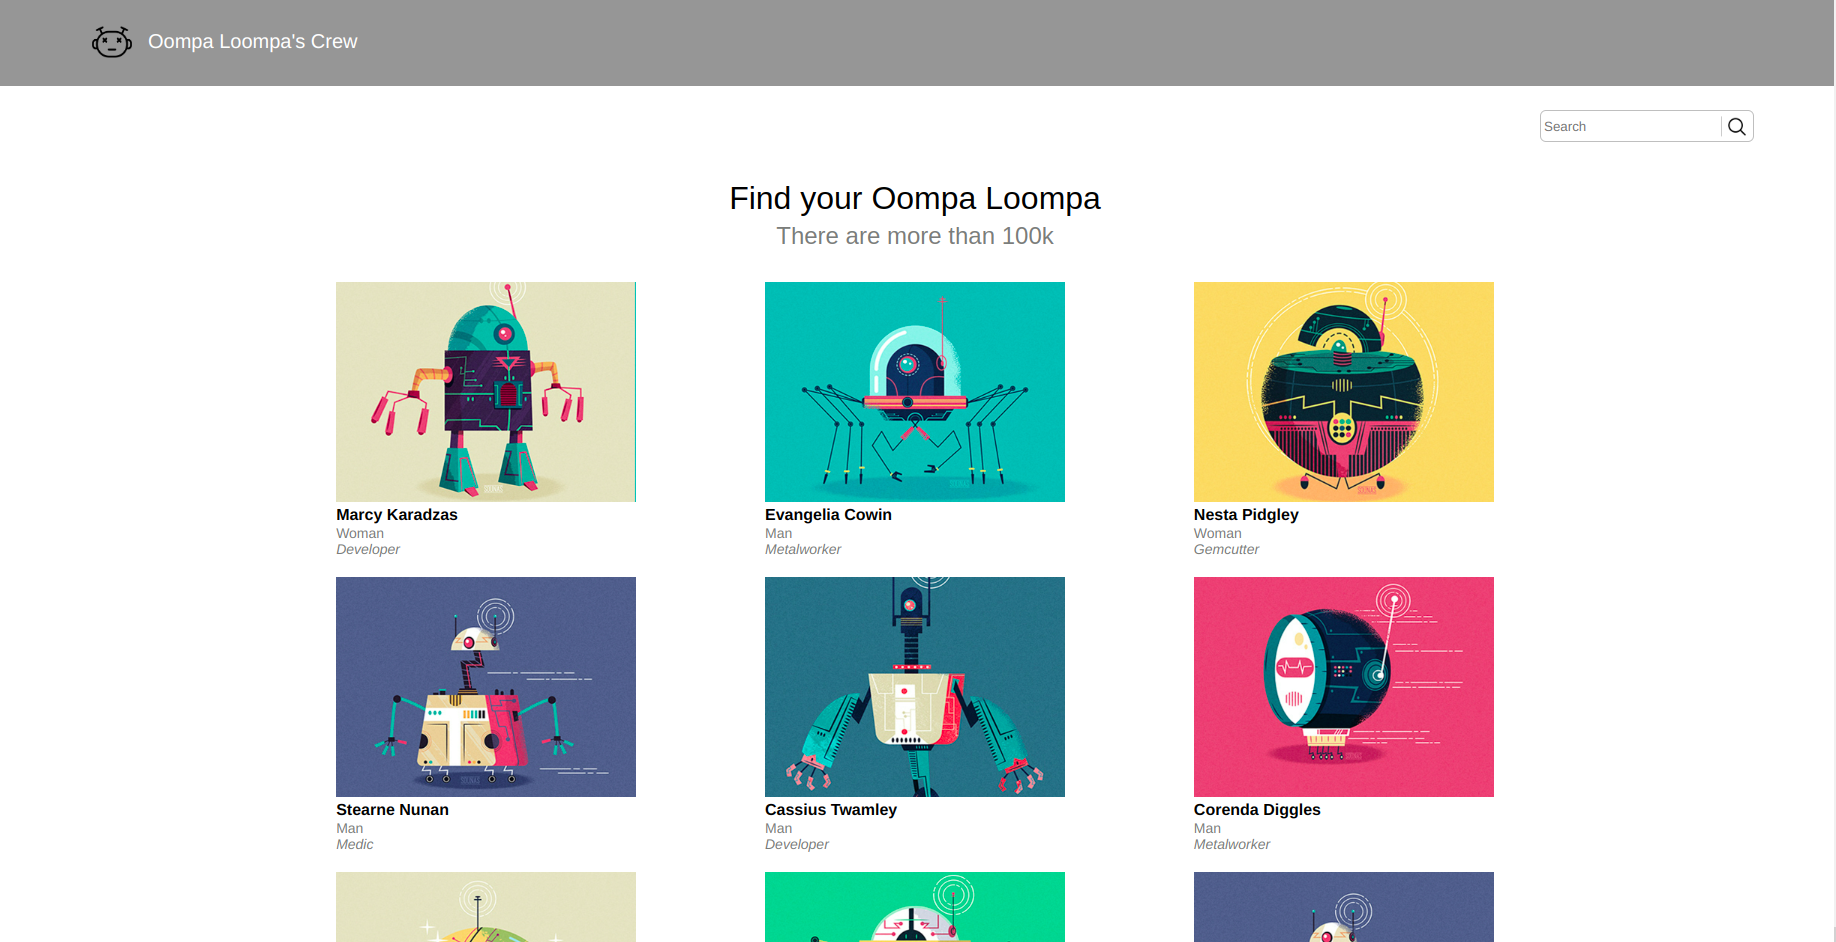 Oompa Loompa's Crew
Search
Find your Oompa Loompa
There are more than 100k
Marcy Karadzas
Woman
Developer
Evangelia Cowin
Man
Metalworker
Nesta Pidgley
Woman
Gemcutter
Stearne Nunan
Man
Medic
Cassius Twamley
Man
Developer
Corenda Diggles
Man
Metalworker